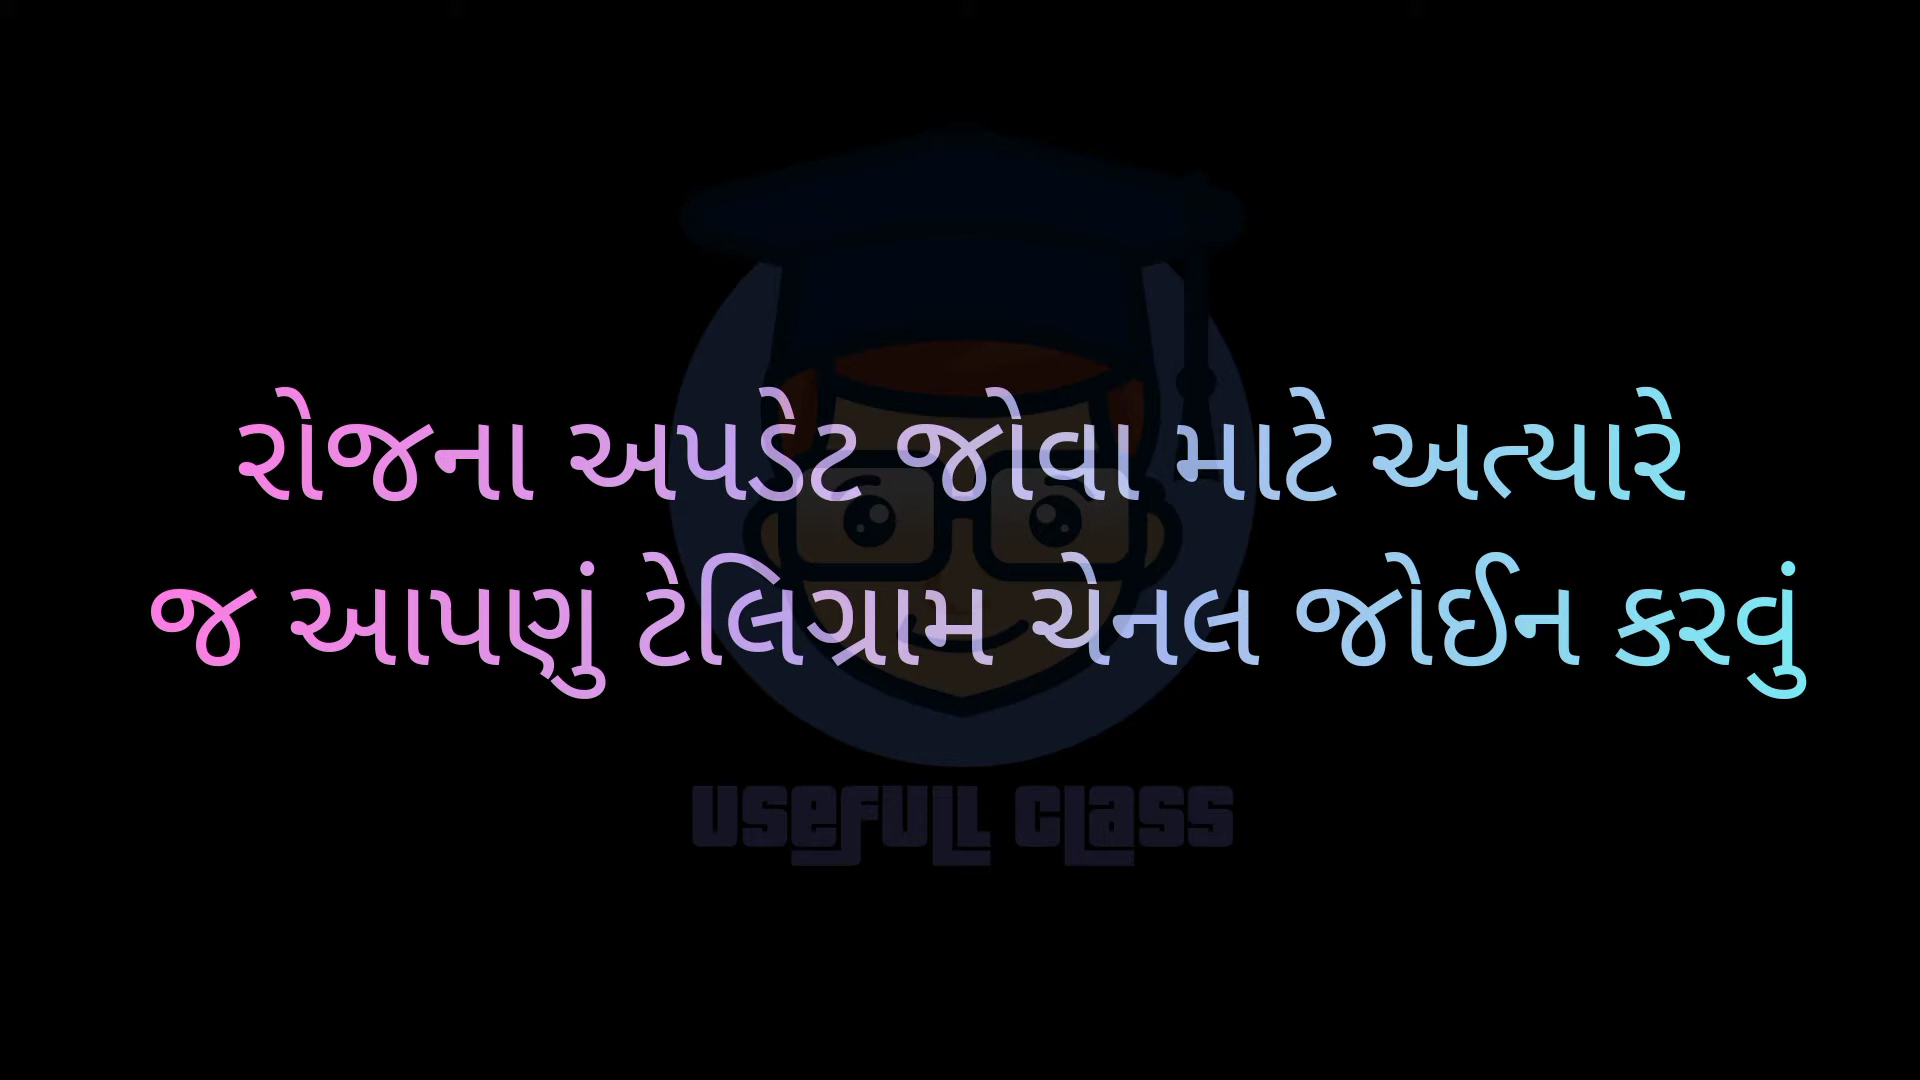 રોજના અપડેટ જોવા માટે અત્યારે
જ આપણું ટેલિગ્રામ ચેનલ જોઈન કરવું
USEFULL CLASS